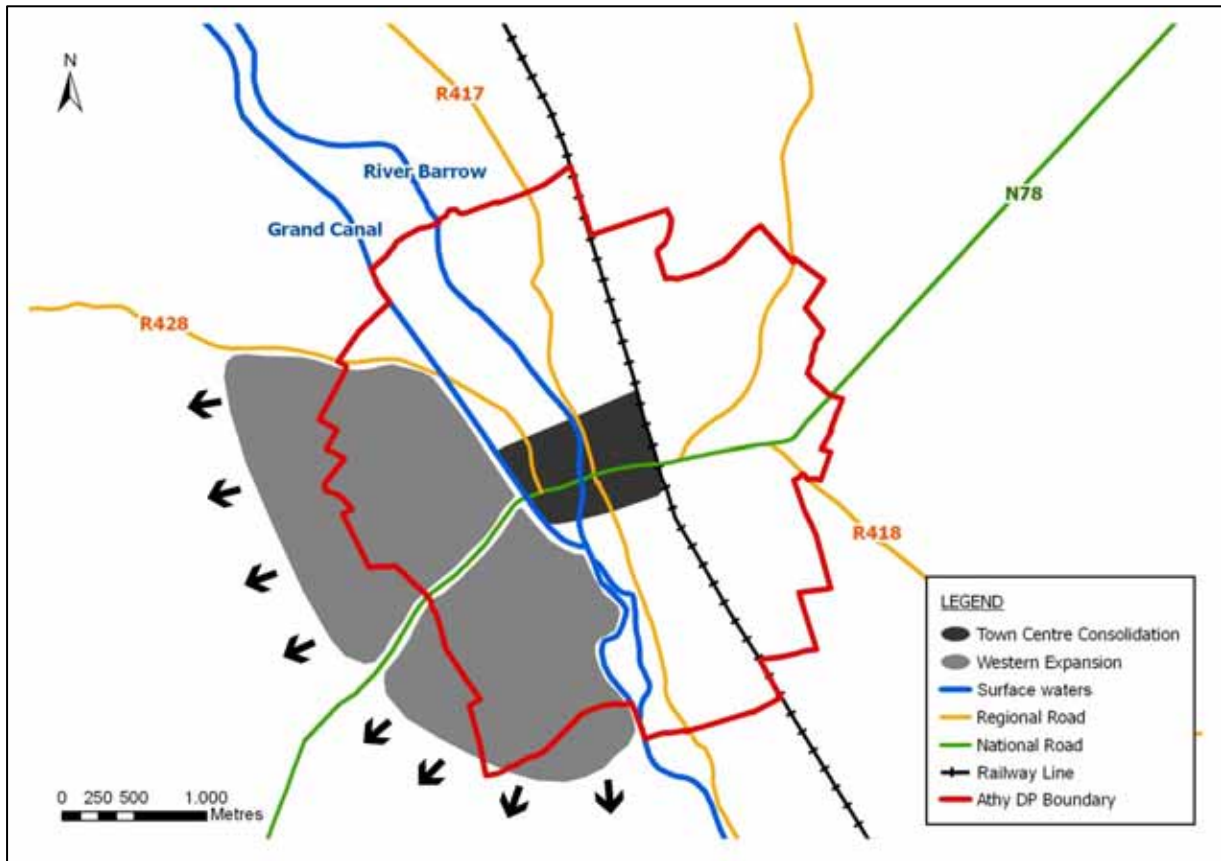 N
R417
River Barrow
N78
Grand Canal
R428
R418
LEGEND
Town Centre Consolidation
Western Expansion
Surface waters
Regional Road
National Road
Railway Line
Athy DP Boundary
0 250 500 1.000
Metres